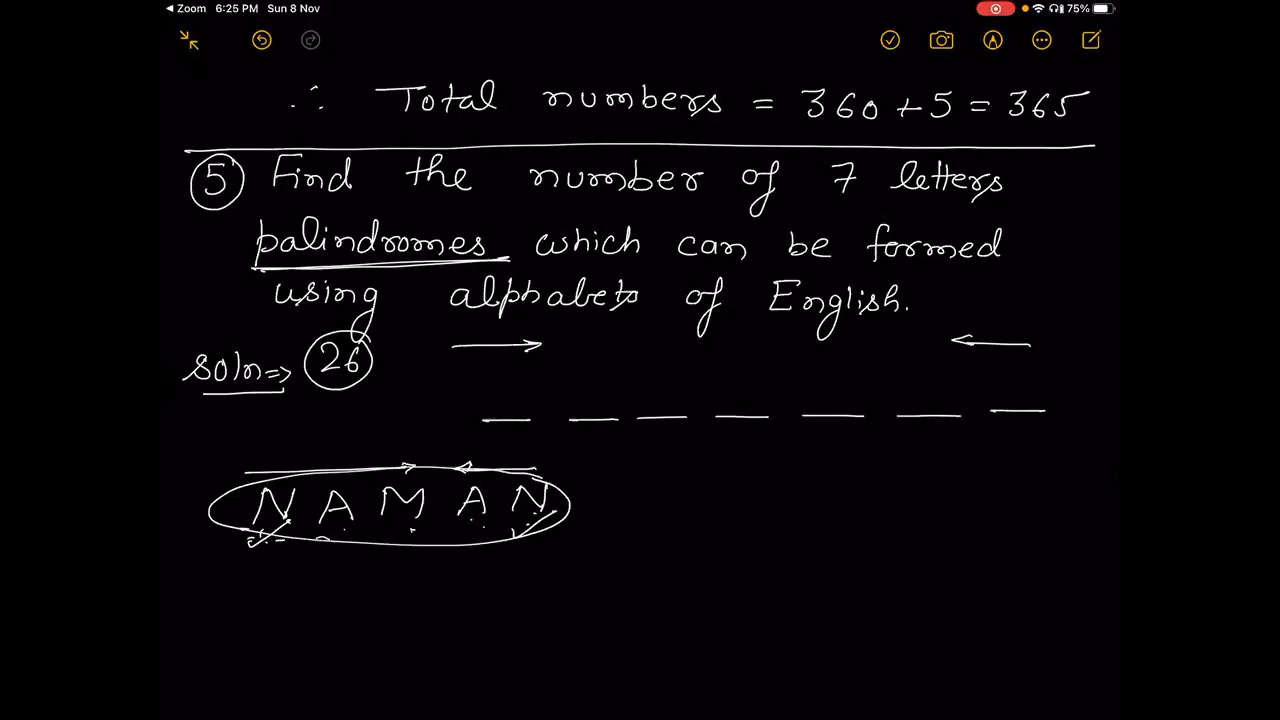 Zoom 6:25 PM Sun 8 Nov 75%
∴ Total numbers = 360 + 5 = 365
5 Find the number of 7 letters
palindromes which can be formed
using alphabets of English.
soln => 26
N A M A N